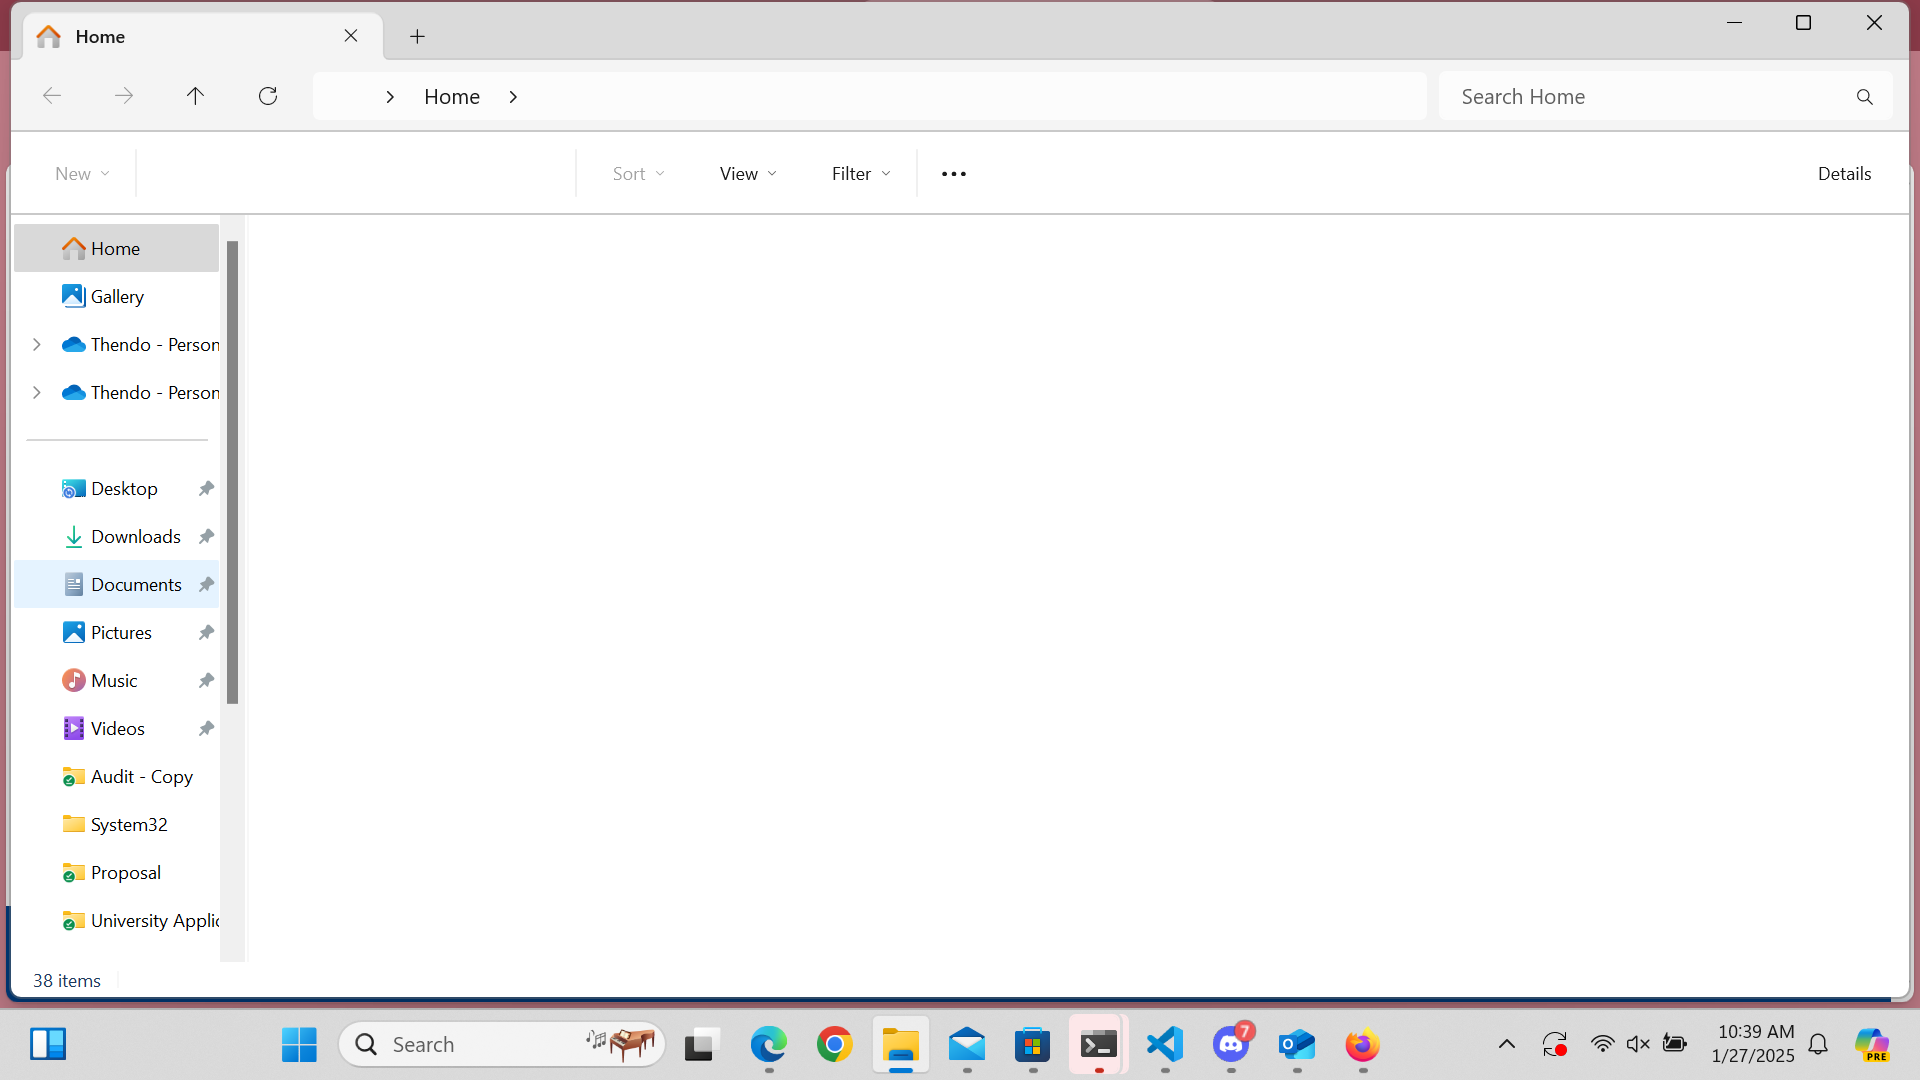 Home
Home
Search Home
New
Sort
View
Filter
Details
Home
Gallery
Thendo - Person
Thendo - Person
Desktop
Downloads
Documents
Pictures
Music
Videos
Audit - Copy
System32
Proposal
University Applic
38 items
Search
7
10:39 AM
1/27/2025
PRE